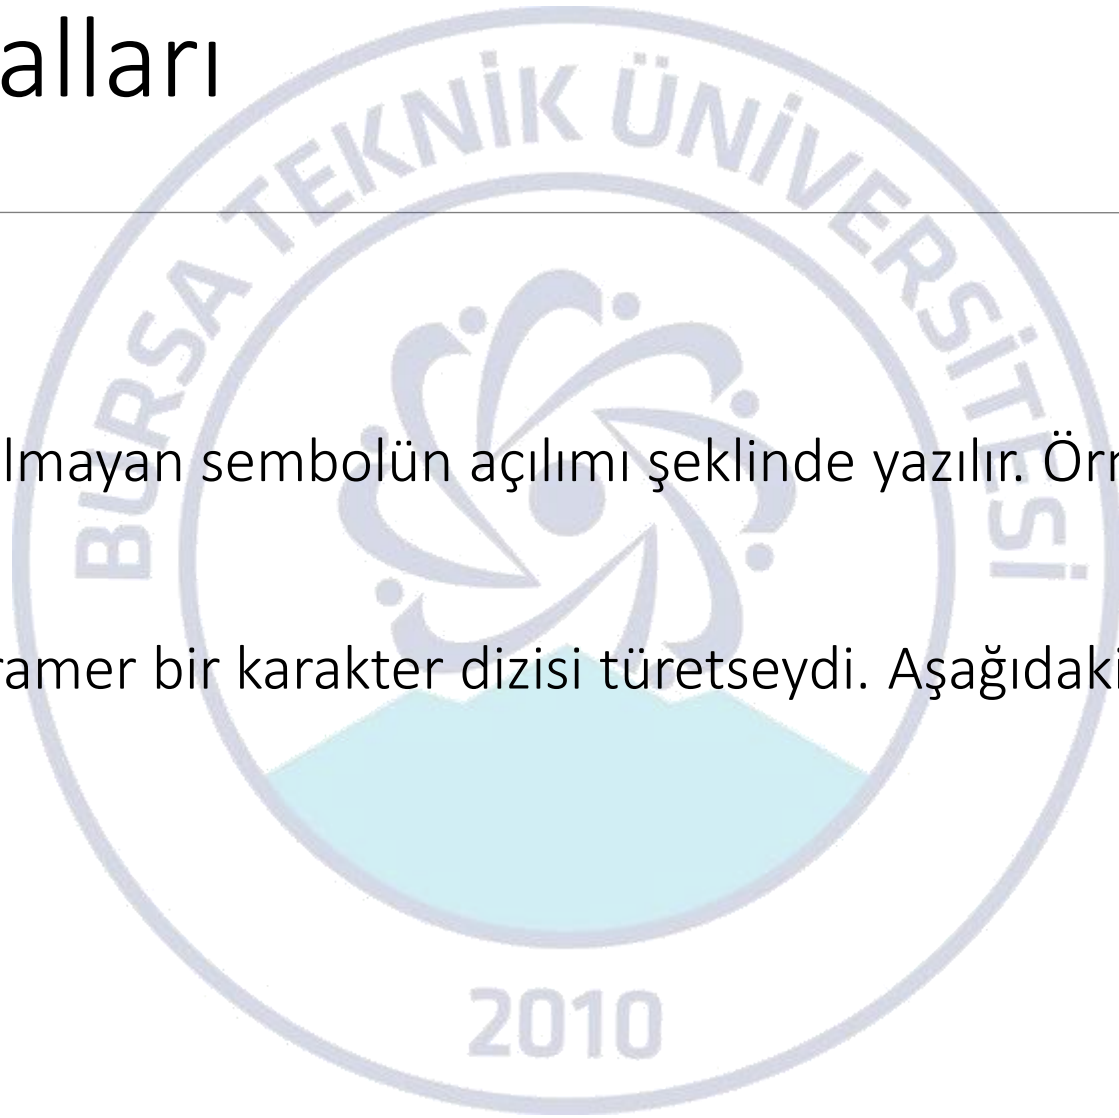 alları
BURSA TEKNİK ÜNİVERSİTESİ
lmayan sembolün açılımı şeklinde yazılır. Örn
ramer bir karakter dizisi türetseydi. Aşağıdaki
2010